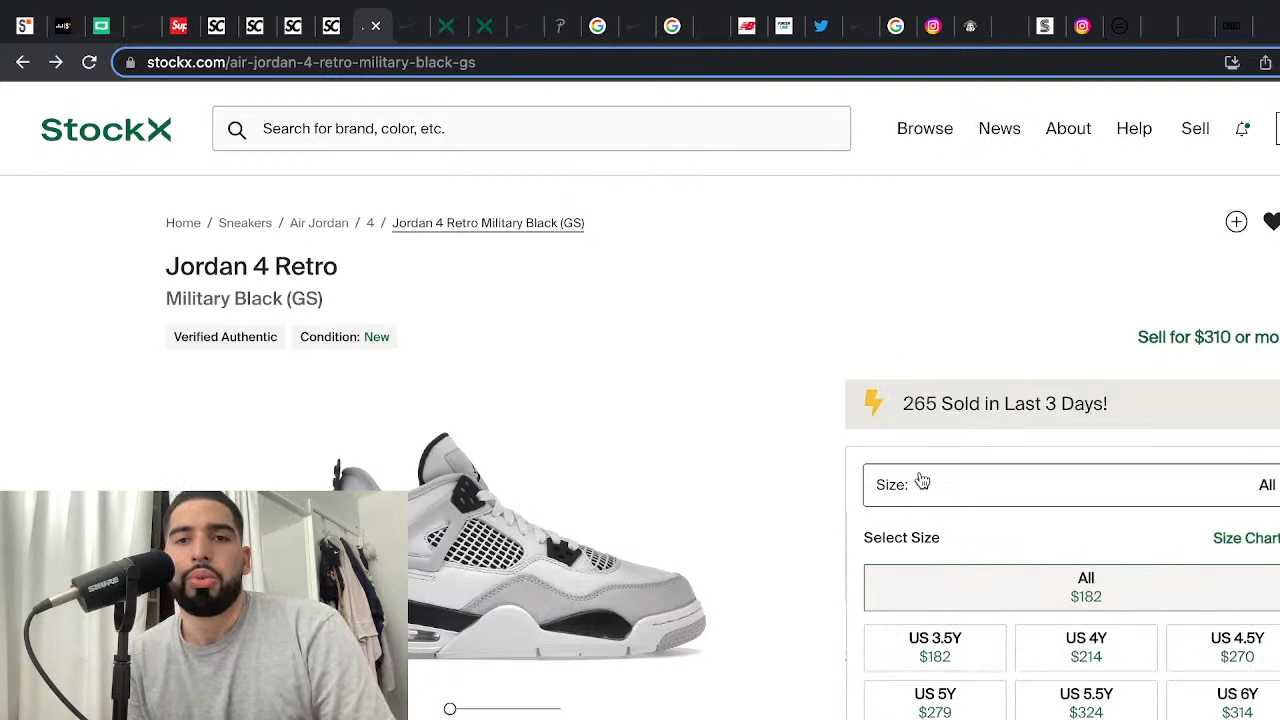 stockx.com/air-jordan-4-retro-military-black-gs
StockX
Search for brand, color, etc.
Browse
News
About
Help
Sell
Home / Sneakers / Air Jordan / 4 / Jordan 4 Retro Military Black (GS)
Jordan 4 Retro
Military Black (GS)
Verified Authentic
Condition: New
Sell for $310 or mo
265 Sold in Last 3 Days!
Size:
All
Select Size
Size Chart
All
$182
US 3.5Y
$182
US 4Y
$214
US 4.5Y
$270
US 5Y
$279
US 5.5Y
$324
US 6Y
$314
SHURE